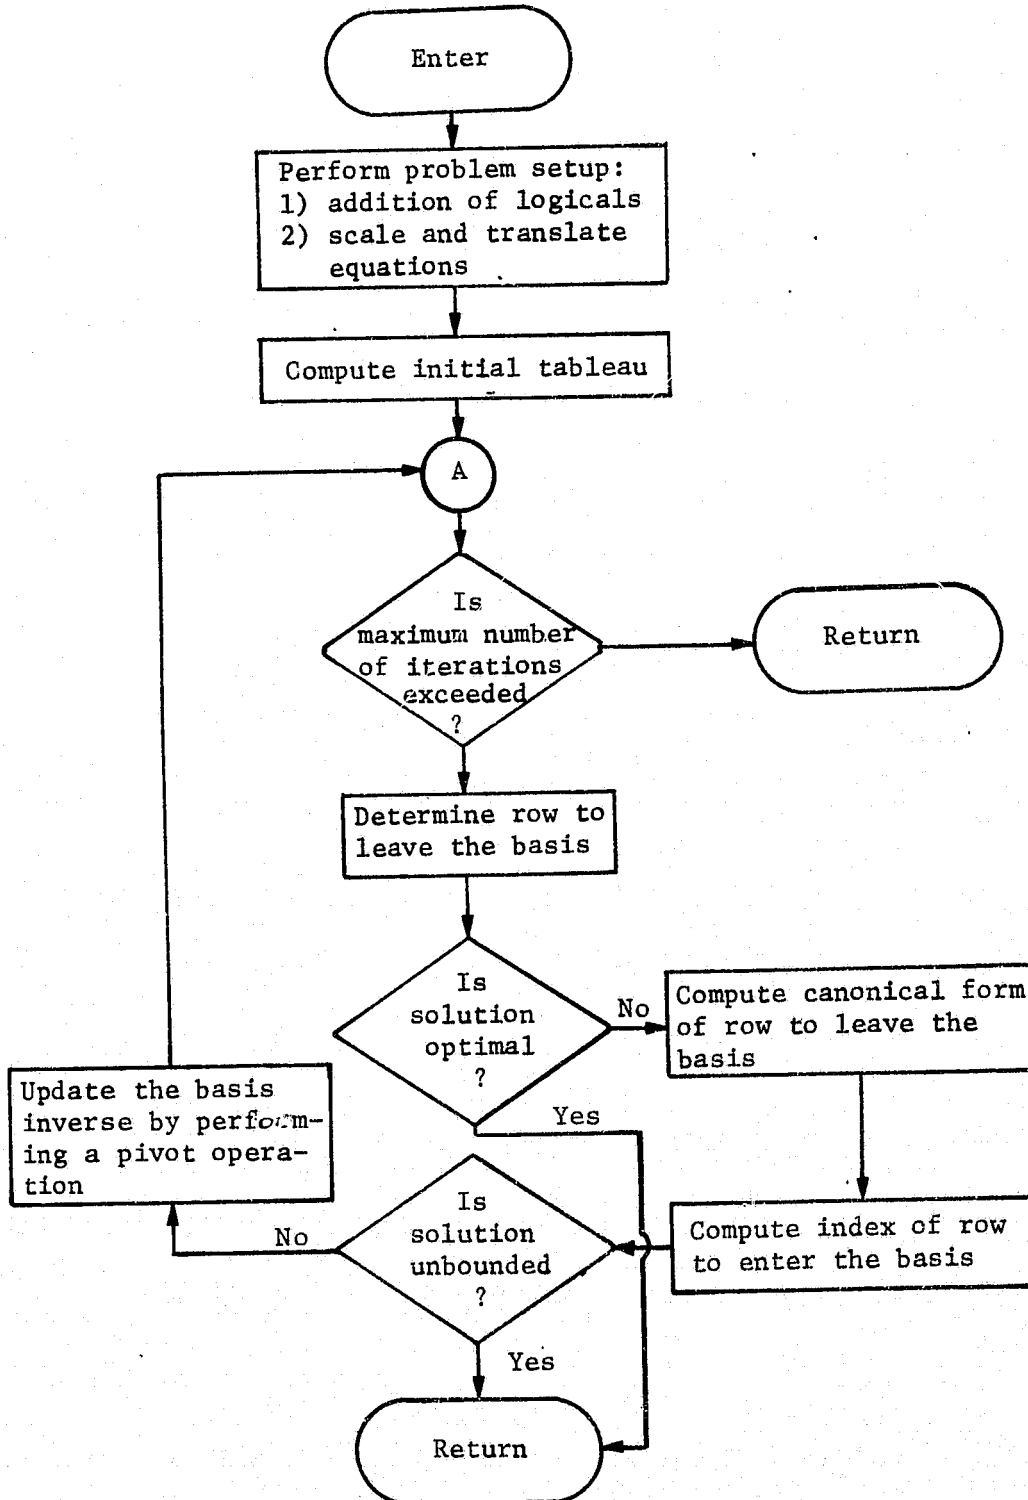 Enter
Perform problem setup:
1) addition of logicals
2) scale and translate
equations
Compute initial tableau
A
Is
maximum number
of iterations
exceeded
?
Return
Determine row to
leave the basis
Is
solution
optimal
?
No
Yes
Compute canonical form
of row to leave the
basis
Compute index of row
to enter the basis
Is
solution
unbounded
?
No
Yes
Update the basis
inverse by perform-
ing a pivot opera-
tion
Return